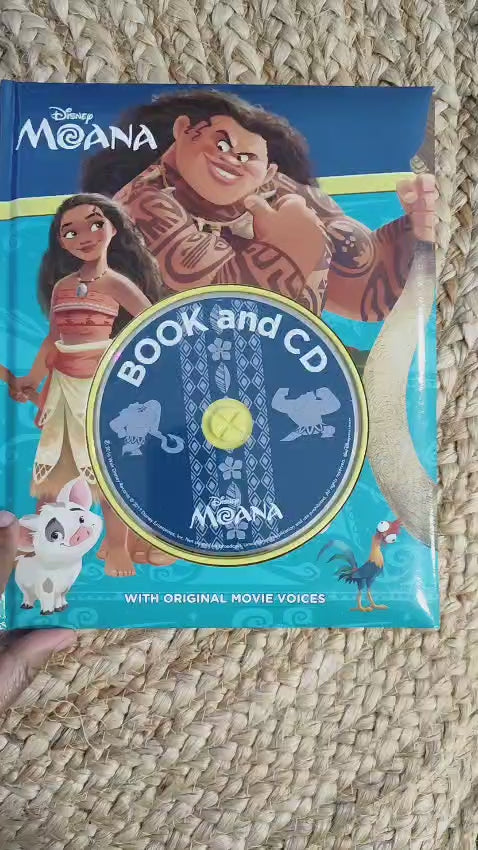 Disney
MOANA
BOOK and CD
Disney
MOANA
WITH ORIGINAL MOVIE VOICES